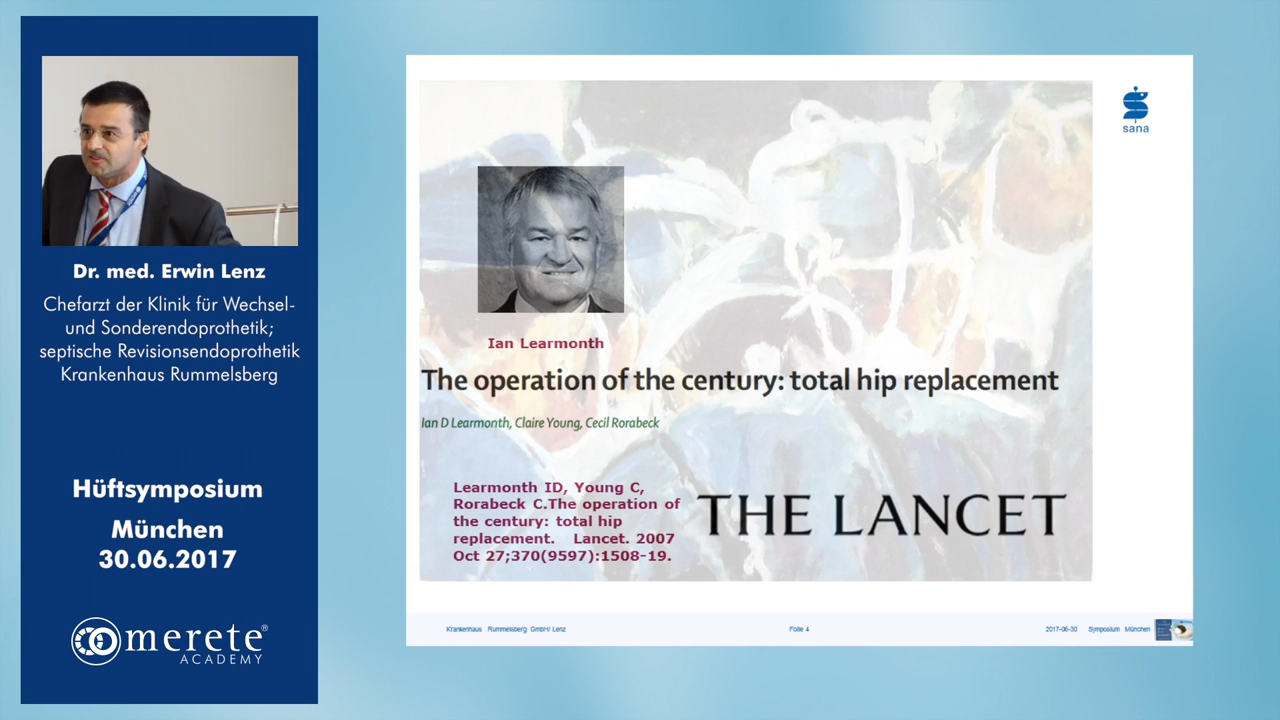 Dr. med. Erwin Lenz
Chefarzt der Klinik für Wechsel-
und Sonderendoprothetik;
septische Revisionsendoprothetik
Krankenhaus Rummelsberg
Hüftsymposium
München
30.06.2017
merete®
ACADEMY
sana
Ian Learmonth
The operation of the century: total hip replacement
Ian D Learmonth, Claire Young, Cecil Rorabeck
Learmonth ID, Young C,
Rorabeck C.The operation of
the century: total hip
replacement. Lancet. 2007
Oct 27;370(9597):1508-19.
THE LANCET
Krankenhaus Rummelsberg GmbH/ Lenz
Folie 4
2017-06-30 Symposium München